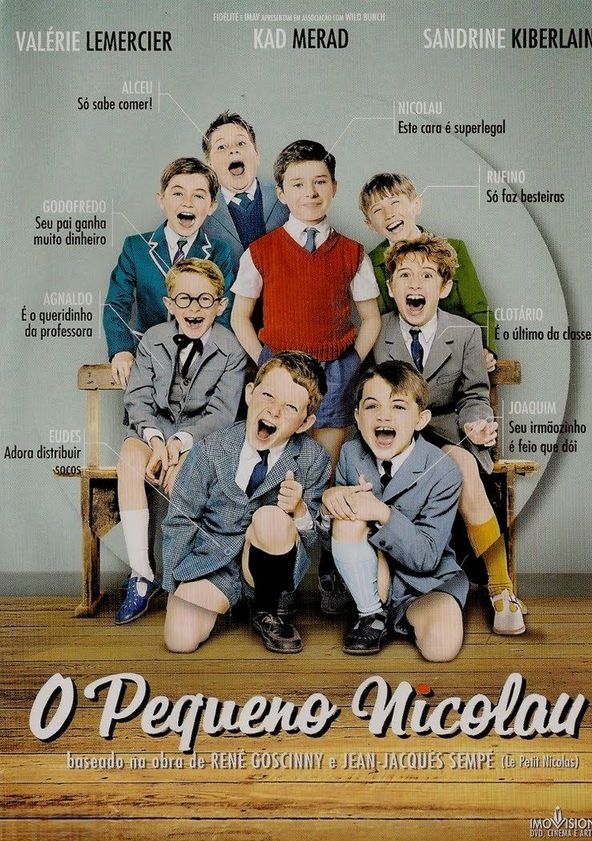 FIDELITÉ E IMAV APRESENTAM EM ASSOCIAÇÃO COM WILD BUNCH
VALÉRIE LEMERCIER KAD MERAD SANDRINE KIBERLAIN
ALCEU
Só sabe comer!
NICOLAU
Este cara é superlegal
RUFINO
Só faz besteiras
GODOFREDO
Seu pai ganha
muito dinheiro
AGNALDO
É o queridinho
da professora
CLOTÁRIO
É o último da classe
JOAQUIM
Seu irmãozinho
é feio que dói
EUDES
Adora distribuir
socos
O Pequeno Nicolau
baseado na obra de RENÉ GOSCINNY e JEAN-JACQUES SEMPÉ (Le Petit Nicolas)
IMOVISION
DVD, CINEMA E ARTE